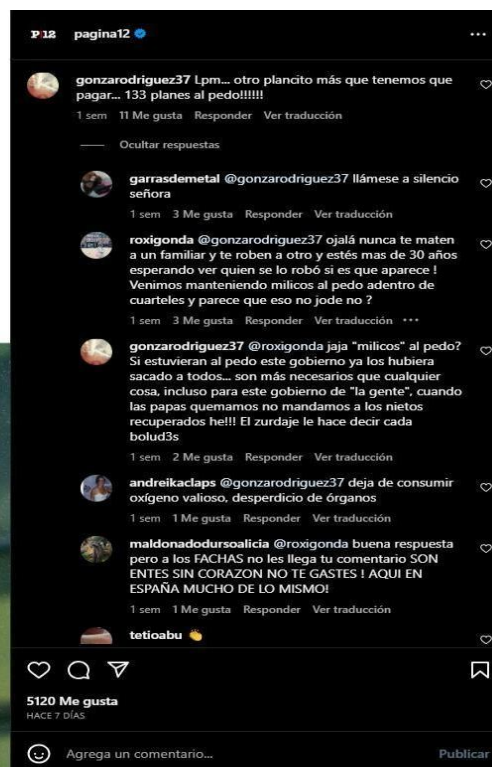 P 12 pagina12
gonzarodriguez37 Lpm... otro plancito más que tenemos que
pagar... 133 planes al pedo!!!!!!
1 sem 11 Me gusta Responder Ver traducción
Ocultar respuestas
garrasdemetal @gonzarodriguez37 llámese a silencio
señora
1 sem 3 Me gusta Responder Ver traducción
roxigonda @gonzarodriguez37 ojalá nunca te maten
a un familiar y te roben a otro y estés mas de 30 años
esperando ver quien se lo robó si es que aparece !
Venimos manteniendo milicos al pedo adentro de
cuarteles y parece que eso no jode no ?
1 sem 3 Me gusta Responder Ver traducción
gonzarodriguez37 @roxigonda jaja "milicos" al pedo?
Si estuvieran al pedo este gobierno ya los hubiera
sacado a todos... son más necesarios que cualquier
cosa, incluso para este gobierno de "la gente", cuando
las papas quemamos no mandamos a los nietos
recuperados he!!! El zurdaje le hace decir cada
bolud3s
1 sem 2 Me gusta Responder Ver traducción
andreikaclaps @gonzarodriguez37 deja de consumir
oxígeno valioso, desperdicio de órganos
1 sem 1 Me gusta Responder Ver traducción
maldonadodursoalicia @roxigonda buena respuesta
pero a los FACHAS no les llega tu comentario SON
ENTES SIN CORAZON NO TE GASTES ! AQUI EN
ESPAÑA MUCHO DE LO MISMO!
1 sem 1 Me gusta Responder Ver traducción
tetioabu 👏
5120 Me gusta
HACE 7 DÍAS
Agrega un comentario... Publicar